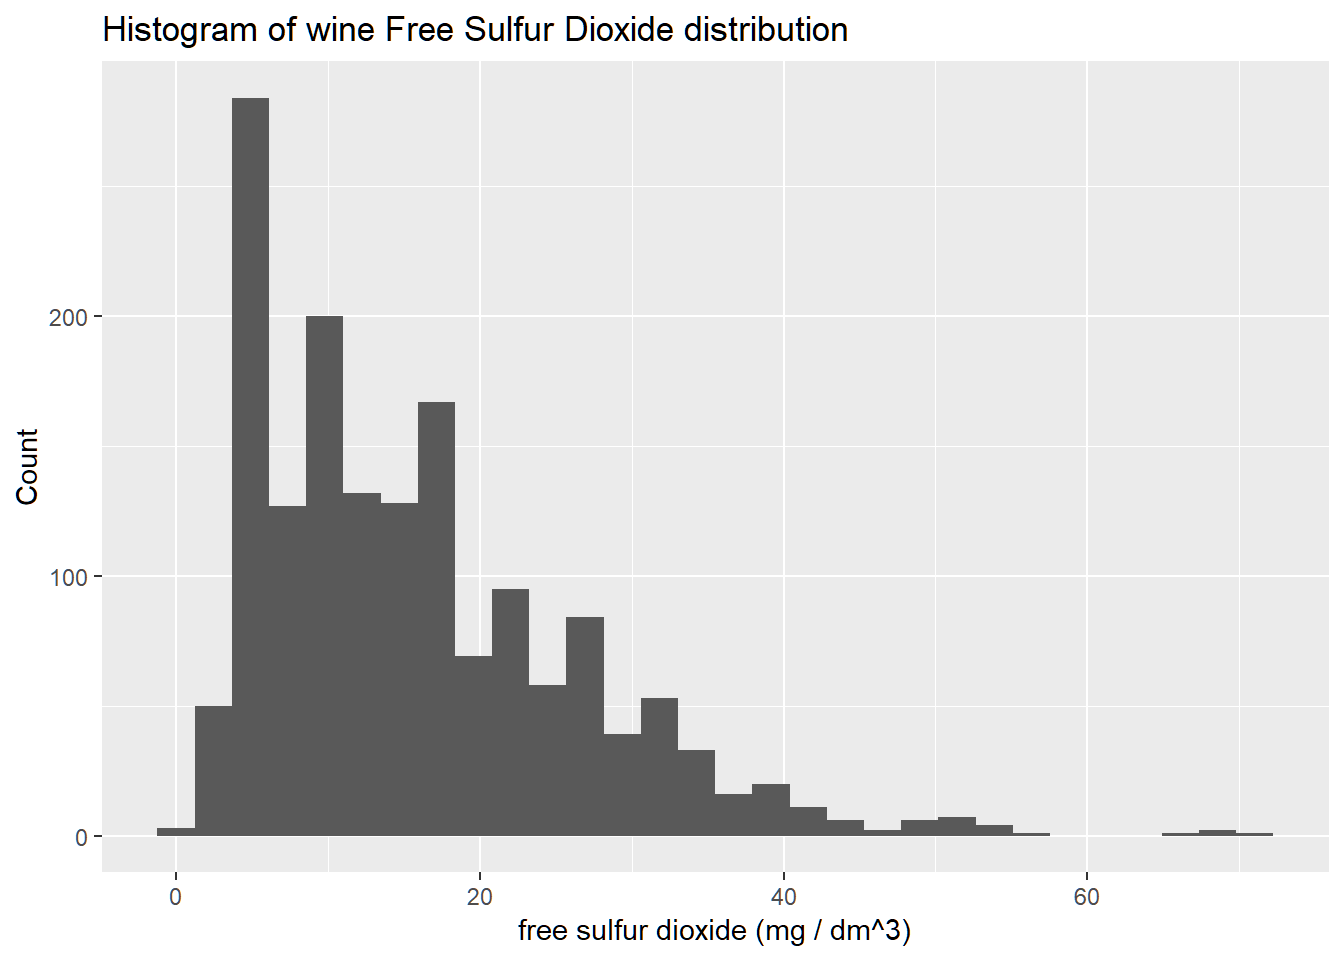 Histogram of wine Free Sulfur Dioxide distribution
200
100
0
Count
0 20 40 60
free sulfur dioxide (mg / dm^3)